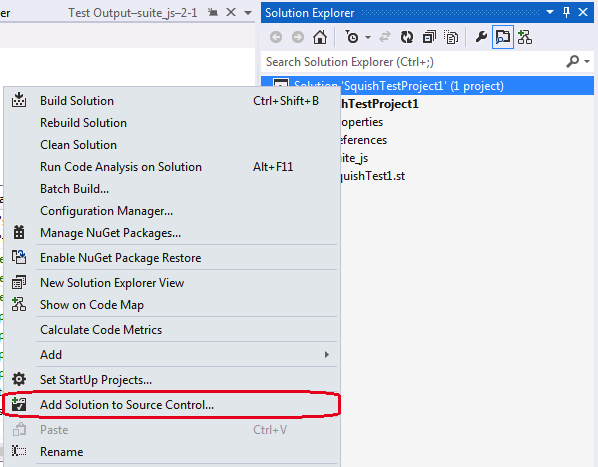 er
Test Output–suite_js–2-1
Solution Explorer
Search Solution Explorer (Ctrl+;)
Solution 'SquishTestProject1' (1 project)
shTestProject1
operties
eferences
uite_js
quishTest1.st
Build Solution Ctrl+Shift+B
Rebuild Solution
Clean Solution
Run Code Analysis on Solution Alt+F11
Batch Build...
Configuration Manager...
Manage NuGet Packages...
Enable NuGet Package Restore
New Solution Explorer View
Show on Code Map
Calculate Code Metrics
Add
Set StartUp Projects...
Add Solution to Source Control...
Paste Ctrl+V
Rename